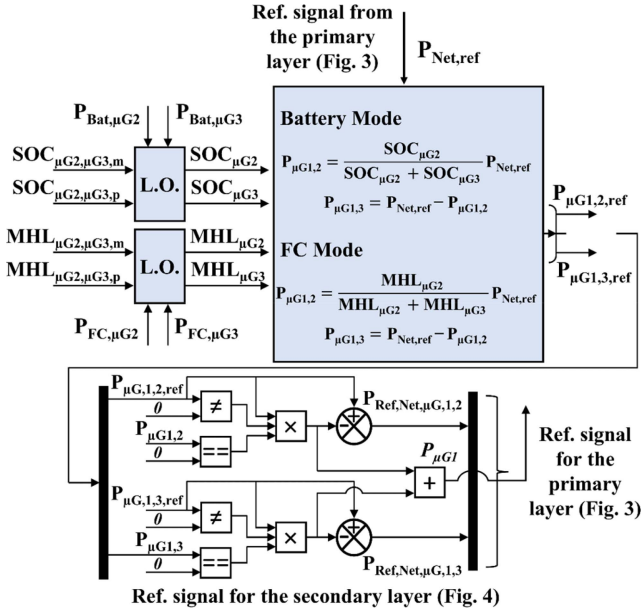 Ref. signal from
the primary
layer (Fig. 3)
P_Net,ref
P_Bat,µG2
P_Bat,µG3
SOC_µG2,µG3,m
SOC_µG2,µG3,p
L.O.
SOC_µG2
SOC_µG3
MHL_µG2,µG3,m
MHL_µG2,µG3,p
L.O.
MHL_µG2
MHL_µG3
P_FC,µG2
P_FC,µG3
Battery Mode
P_µG1,2 = SOC_µG2 / (SOC_µG2 + SOC_µG3) P_Net,ref
P_µG1,3 = P_Net,ref − P_µG1,2
FC Mode
P_µG1,2 = MHL_µG2 / (MHL_µG2 + MHL_µG3) P_Net,ref
P_µG1,3 = P_Net,ref − P_µG1,2
P_µG1,2,ref
P_µG1,3,ref
P_µG,1,2,ref
0
≠
P_µG1,2
0
==
×
+
-
P_Ref,Net,µG,1,2
P_µG1
+
P_µG,1,3,ref
0
≠
P_µG1,3
0
==
×
+
-
P_Ref,Net,µG,1,3
Ref. signal
for the
primary
layer (Fig. 3)
Ref. signal for the secondary layer (Fig. 4)